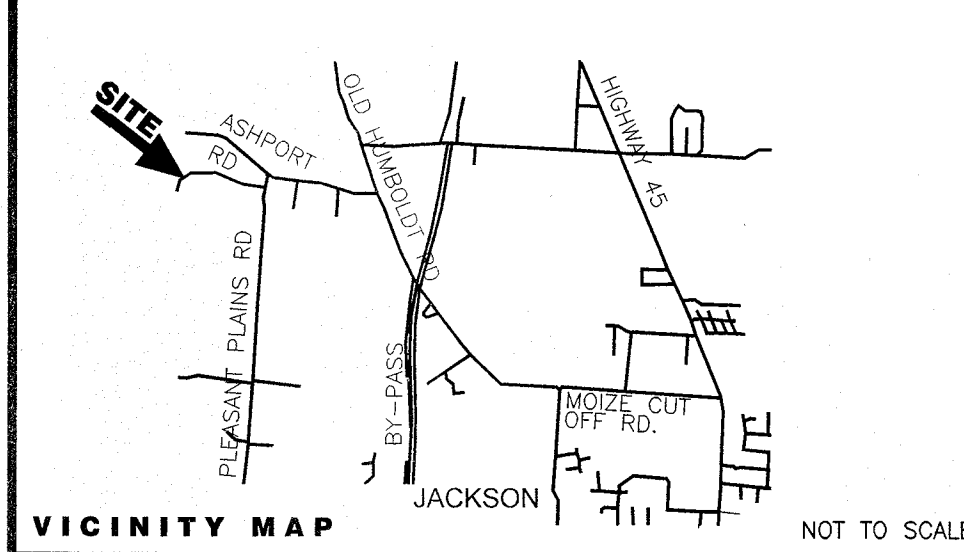 SITE
ASHPORT
RD
OLD HUMBOLDT RD
HIGHWAY 45
PLEASANT PLAINS RD
BY-PASS
MOIZE CUT
OFF RD.
JACKSON
VICINITY MAP
NOT TO SCALE